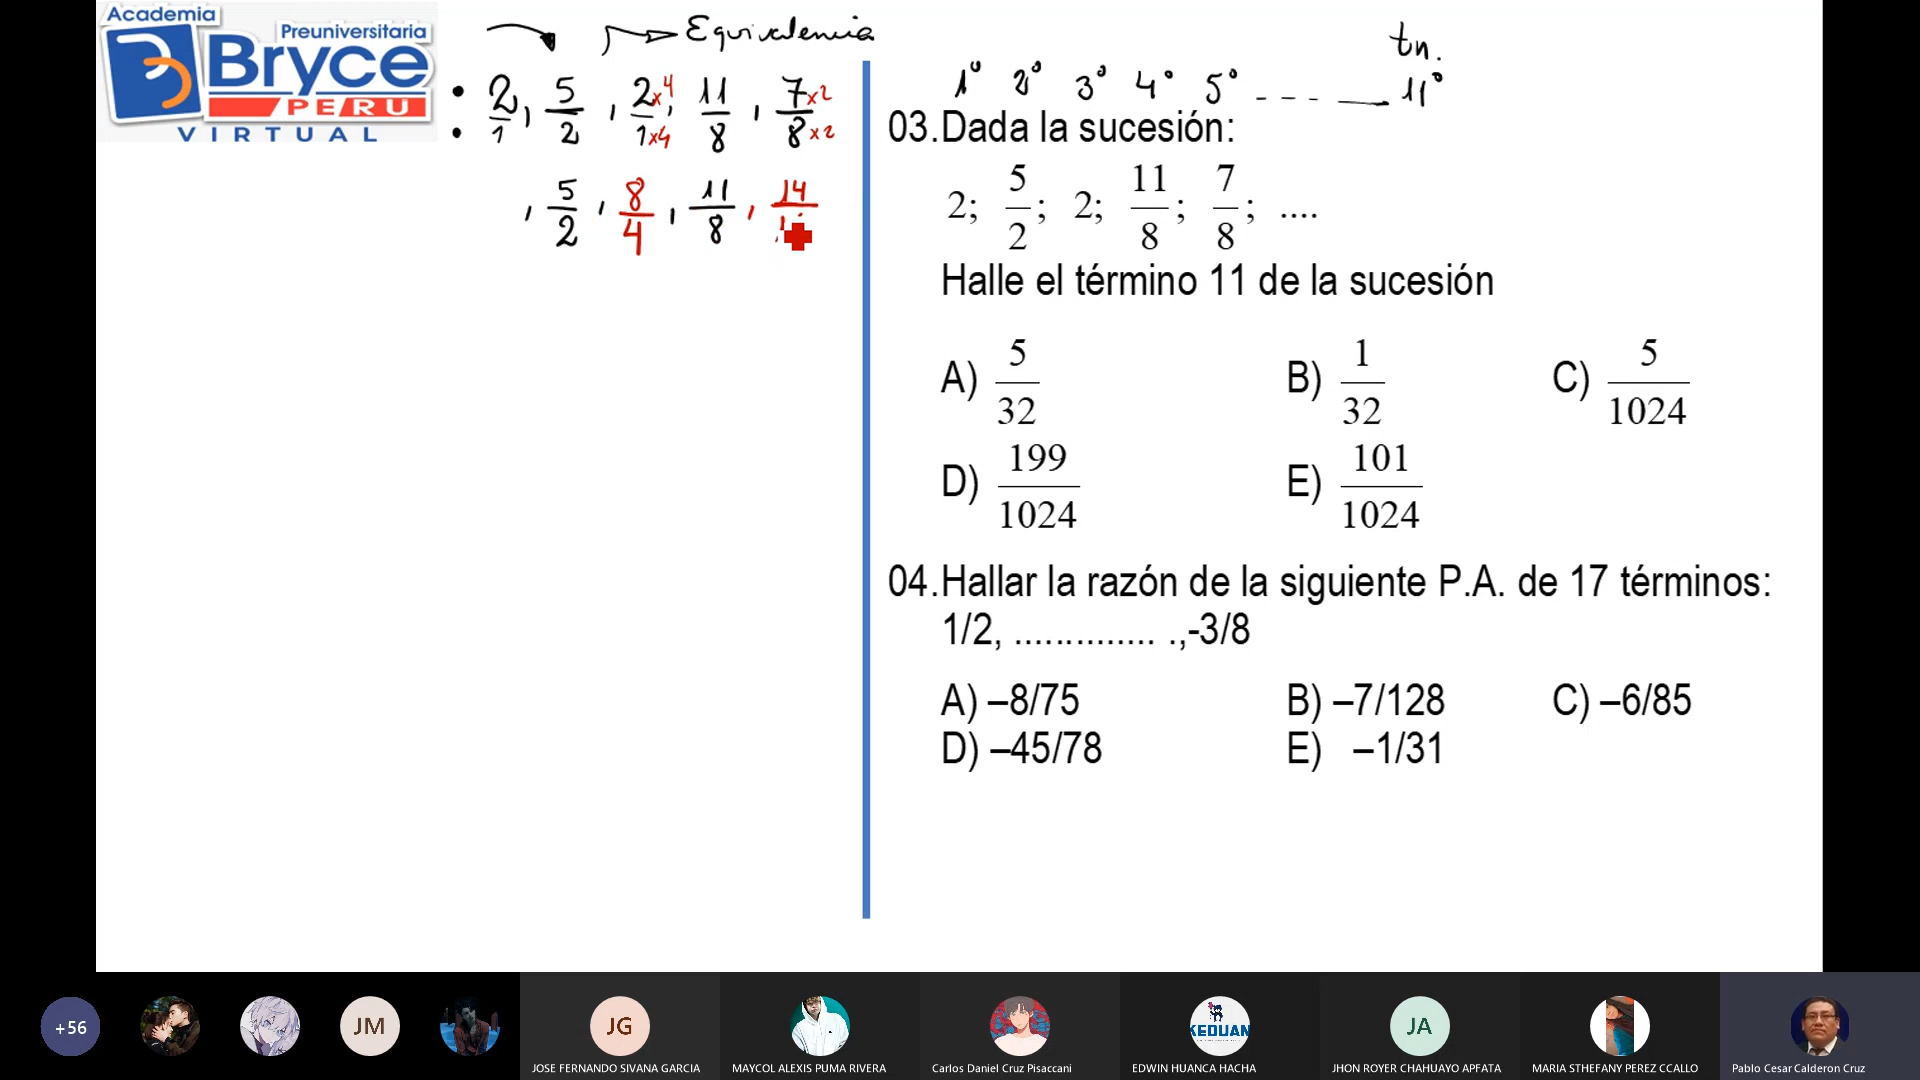 Academia
Preuniversitaria
Bryce
PERU
VIRTUAL
Equivalencia
2/1, 5/2, 2x4/1x4, 11/8, 7x2/8x2
, 5/2, 8/4, 11/8, 14/
tn.
1° 2° 3° 4° 5° - - - — 11°
03.Dada la sucesión:
2; 5/2; 2; 11/8; 7/8; ....
Halle el término 11 de la sucesión
A) 5/32 B) 1/32 C) 5/1024
D) 199/1024 E) 101/1024
04.Hallar la razón de la siguiente P.A. de 17 términos:
1/2, .............. .,-3/8
A) –8/75 B) –7/128 C) –6/85
D) –45/78 E) –1/31
+56 JM JG KEDUAN JA
JOSE FERNANDO SIVANA GARCIA MAYCOL ALEXIS PUMA RIVERA Carlos Daniel Cruz Pisaccani EDWIN HUANCA HACHA JHON ROYER CHAHUAYO APFATA MARIA STHEFANY PEREZ CCALLO Pablo Cesar Calderon Cruz